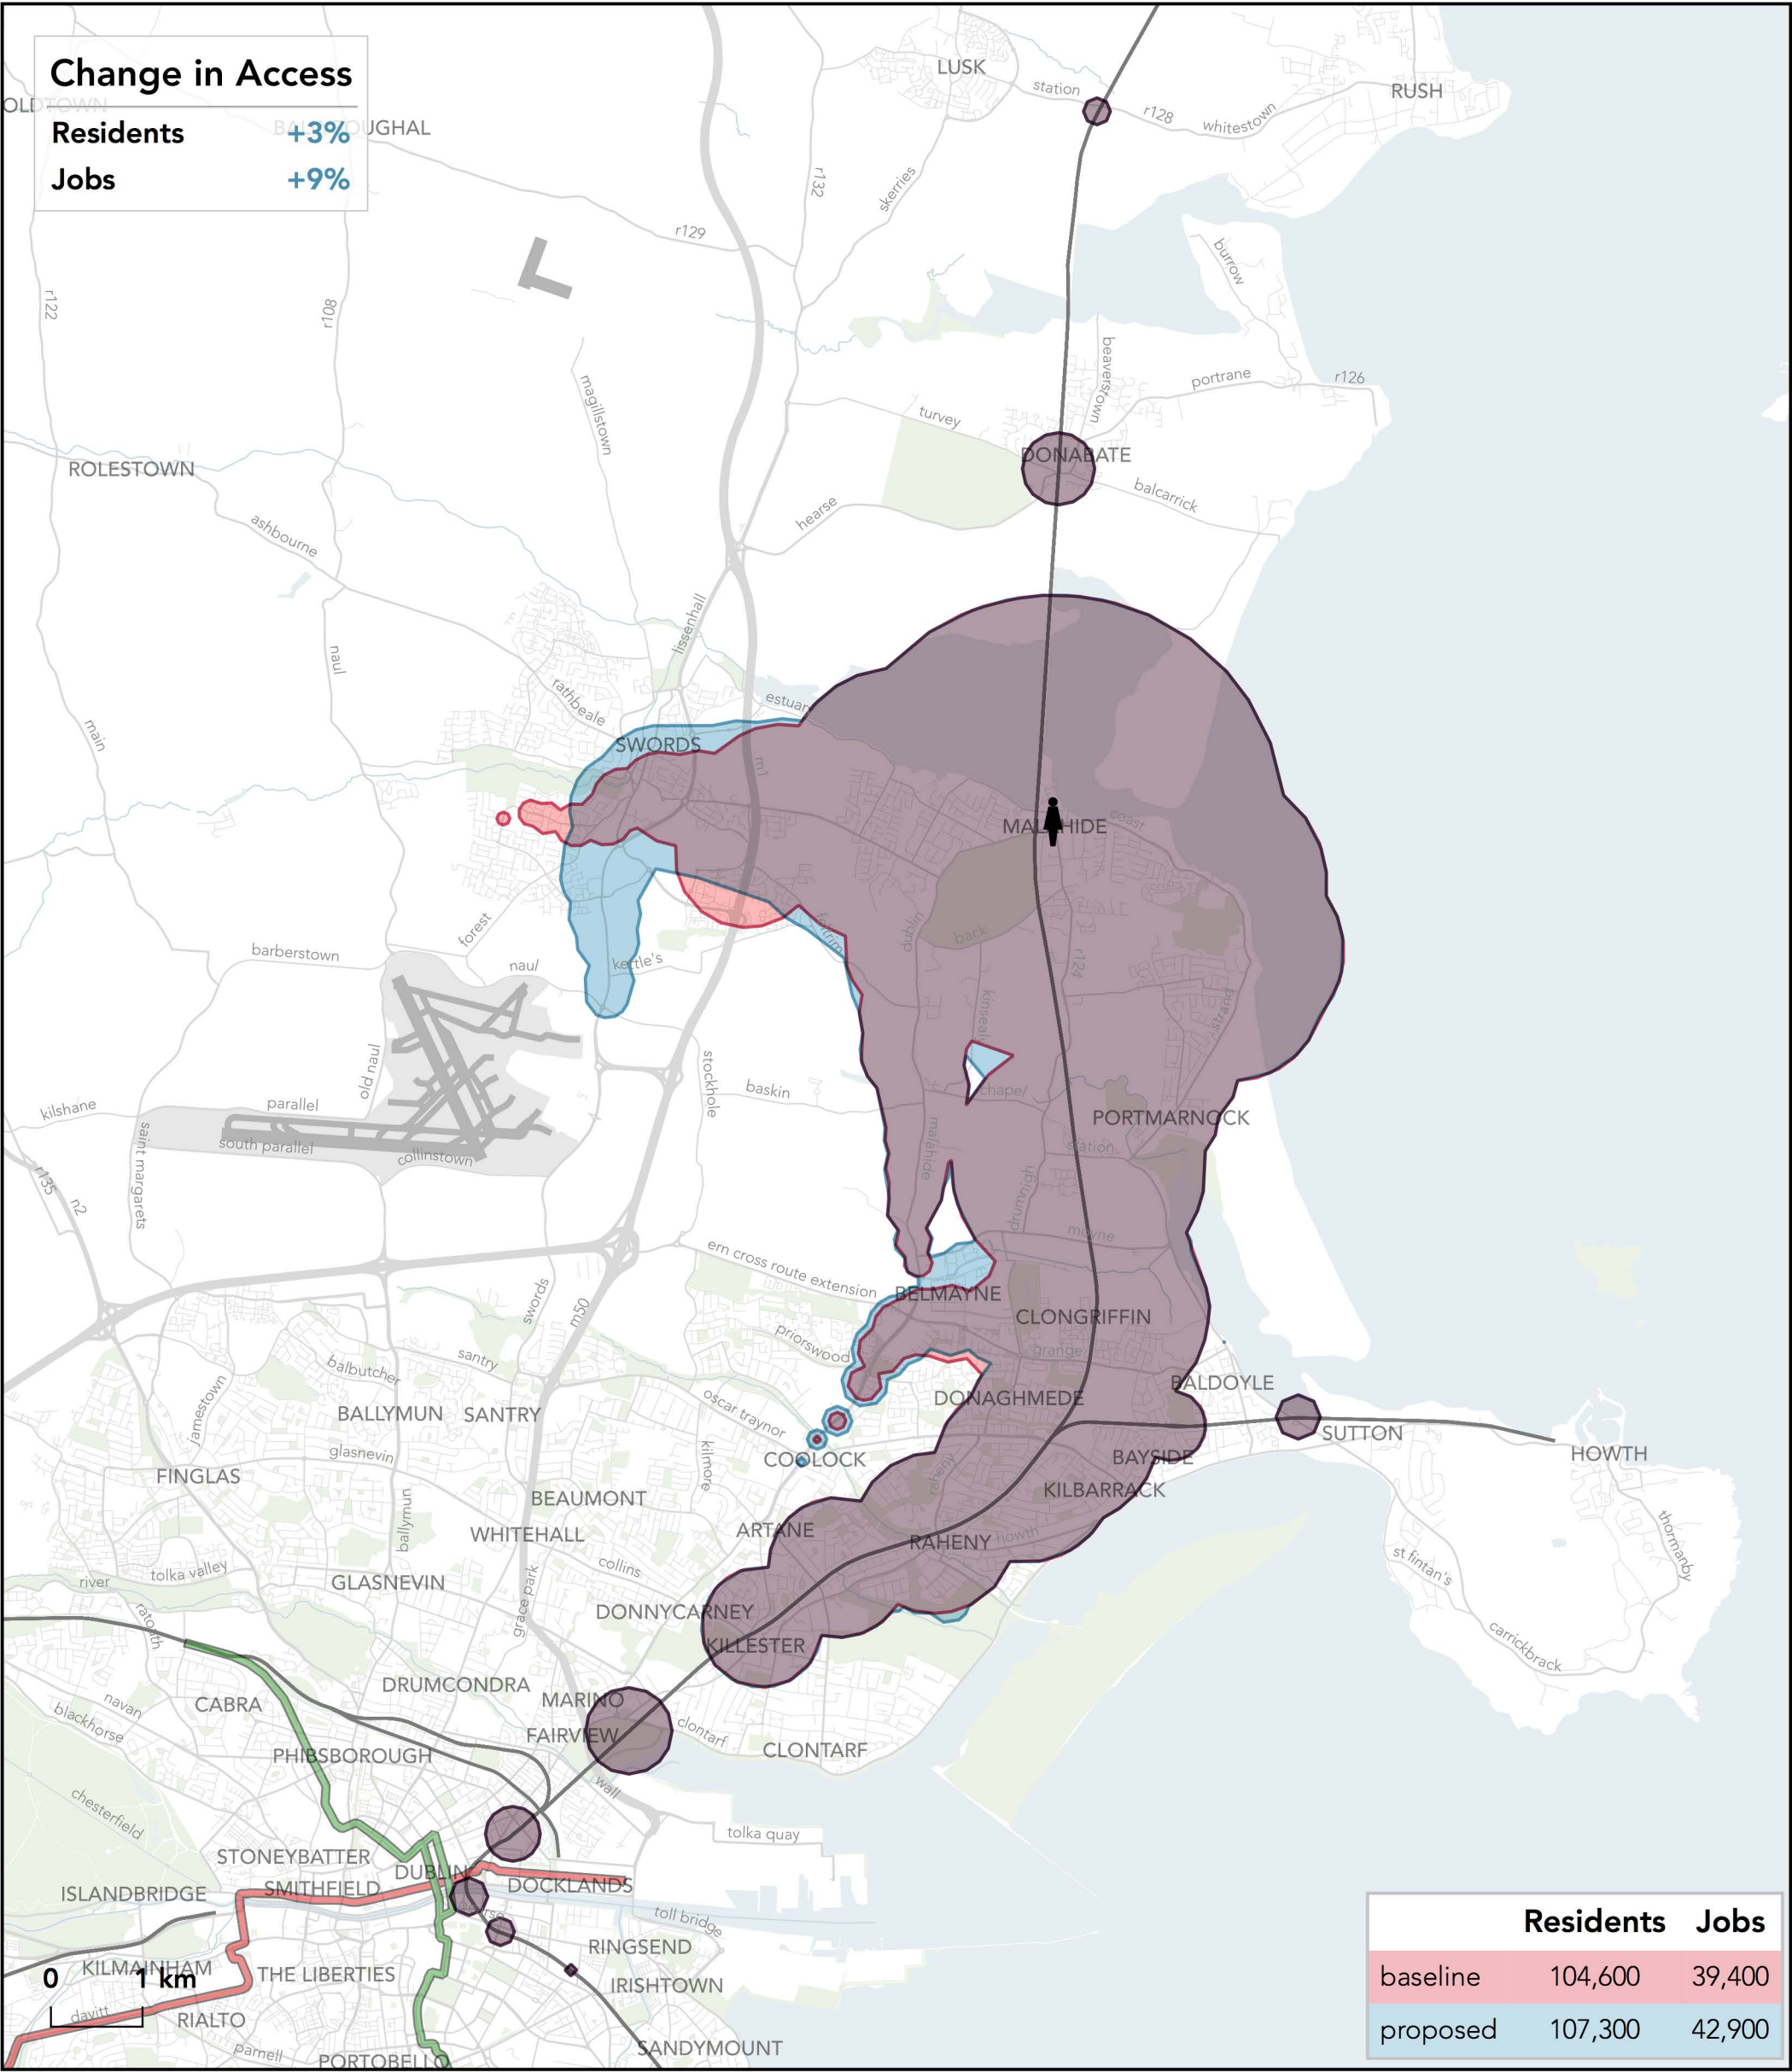 Change in Access
Residents +3%
Jobs +9%
OLDTOWN
UGHAL
LUSK
RUSH
station
r128
whitestown
r132
skerries
r129
burrow
r122
r108
magillstown
beaverstown
portrane
r126
turvey
DONABATE
balcarrick
ROLESTOWN
ashbourne
hearse
lissenhall
naul
rathbeale
estuar
main
SWORDS
m1
MALAHIDE
coast
forest
barberstown
naul
kettle's
dublin
back
r124
kinsealy
strand
old naul
stockhole
baskin
chapel
kilshane
parallel
PORTMARNOCK
south parallel
collinstown
saint margarets
malahide
station
r135
n2
drumnigh
moyne
ern cross route extension
swords
m50
BELMAYNE
CLONGRIFFIN
priorswood
grange
santry
balbutcher
BALDOYLE
jamestown
oscar traynor
DONAGHMEDE
BALLYMUN
SANTRY
SUTTON
glasnevin
kilmore
COOLOCK
BAYSIDE
HOWTH
FINGLAS
raheny
KILBARRACK
ballymun
BEAUMONT
WHITEHALL
ARTANE
RAHENY
howth
thormanby
collins
st fintan's
river
tolka valley
GLASNEVIN
grace park
ratoath
DONNYCARNEY
KILLESTER
carrickbrack
DRUMCONDRA
navan
CABRA
MARINO
blackhorse
FAIRVIEW
clontarf
CLONTARF
PHIBSBOROUGH
wall
chesterfield
tolka quay
STONEYBATTER
DUBLIN
SMITHFIELD
DOCKLANDS
ISLANDBRIDGE
toll bridge
RINGSEND
KILMAINHAM
THE LIBERTIES
IRISHTOWN
0 1 km
davitt
RIALTO
parnell
PORTOBELLO
SANDYMOUNT
Residents Jobs
baseline 104,600 39,400
proposed 107,300 42,900